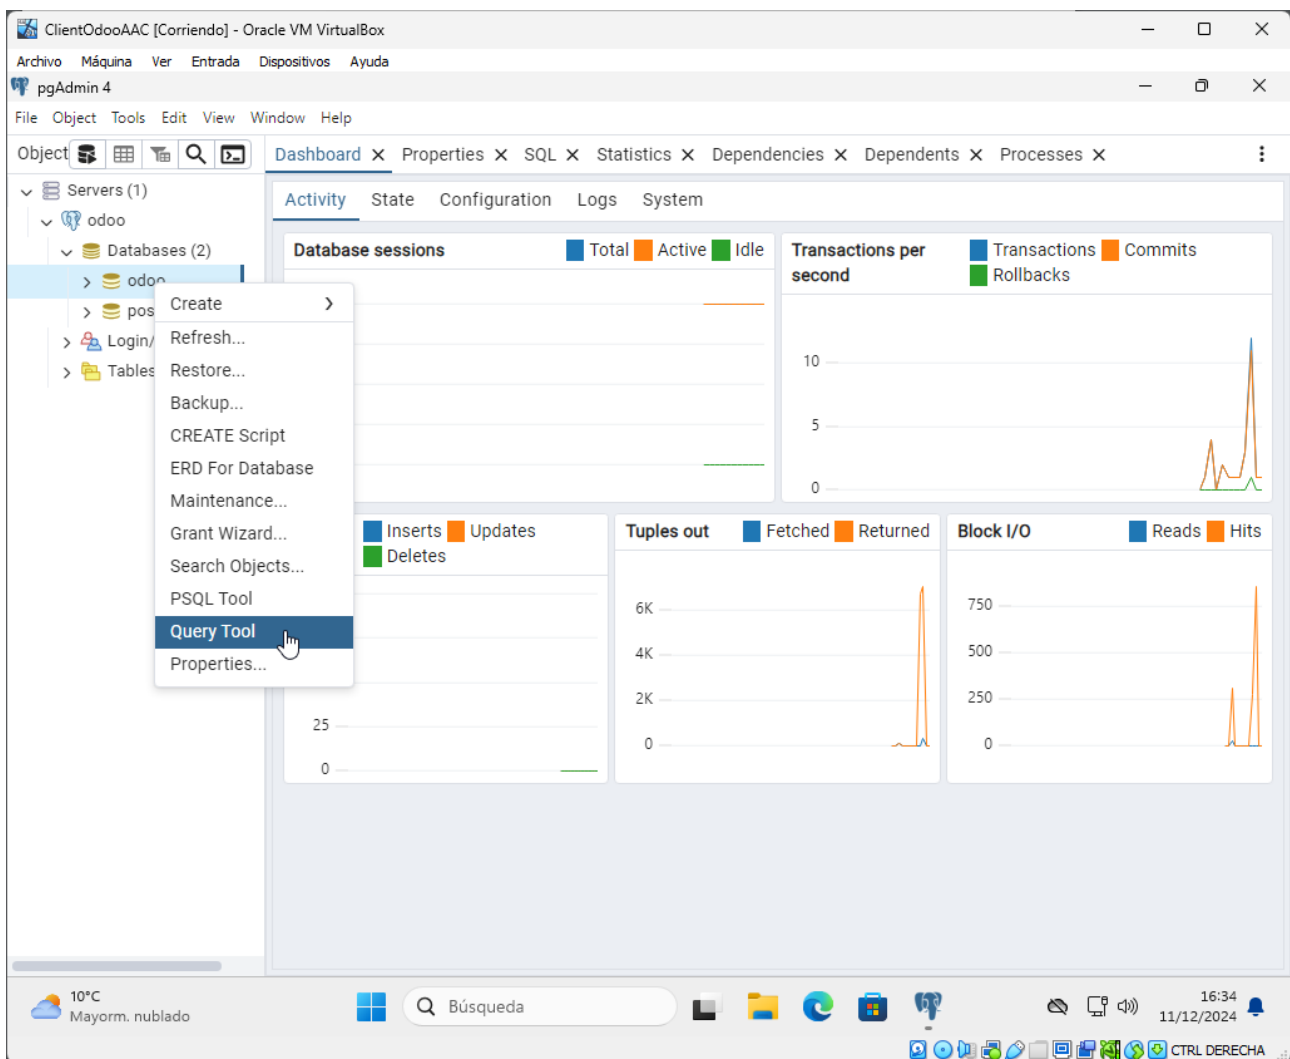 ClientOdooAAC [Corriendo] - Oracle VM VirtualBox
Archivo Máquina Ver Entrada Dispositivos Ayuda
pgAdmin 4
File Object Tools Edit View Window Help
Object
Dashboard Properties SQL Statistics Dependencies Dependents Processes
Servers (1)
odoo
Databases (2)
odoo
pos
Login/
Tables
Create
Refresh...
Restore...
Backup...
CREATE Script
ERD For Database
Maintenance...
Grant Wizard...
Search Objects...
PSQL Tool
Query Tool
Properties...
Activity State Configuration Logs System
Database sessions Total Active Idle
Transactions per second Transactions Commits Rollbacks
10
5
0
Inserts Updates
Deletes
25
0
Tuples out Fetched Returned
6K
4K
2K
0
Block I/O Reads Hits
750
500
250
0
10°C
Mayorm. nublado
Búsqueda
16:34
11/12/2024
CTRL DERECHA